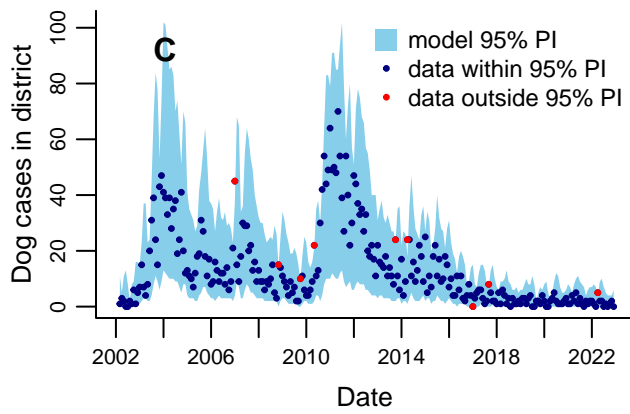 C
model 95% PI
data within 95% PI
data outside 95% PI
Dog cases in district
100
80
60
40
20
0
2002 2006 2010 2014 2018 2022
Date